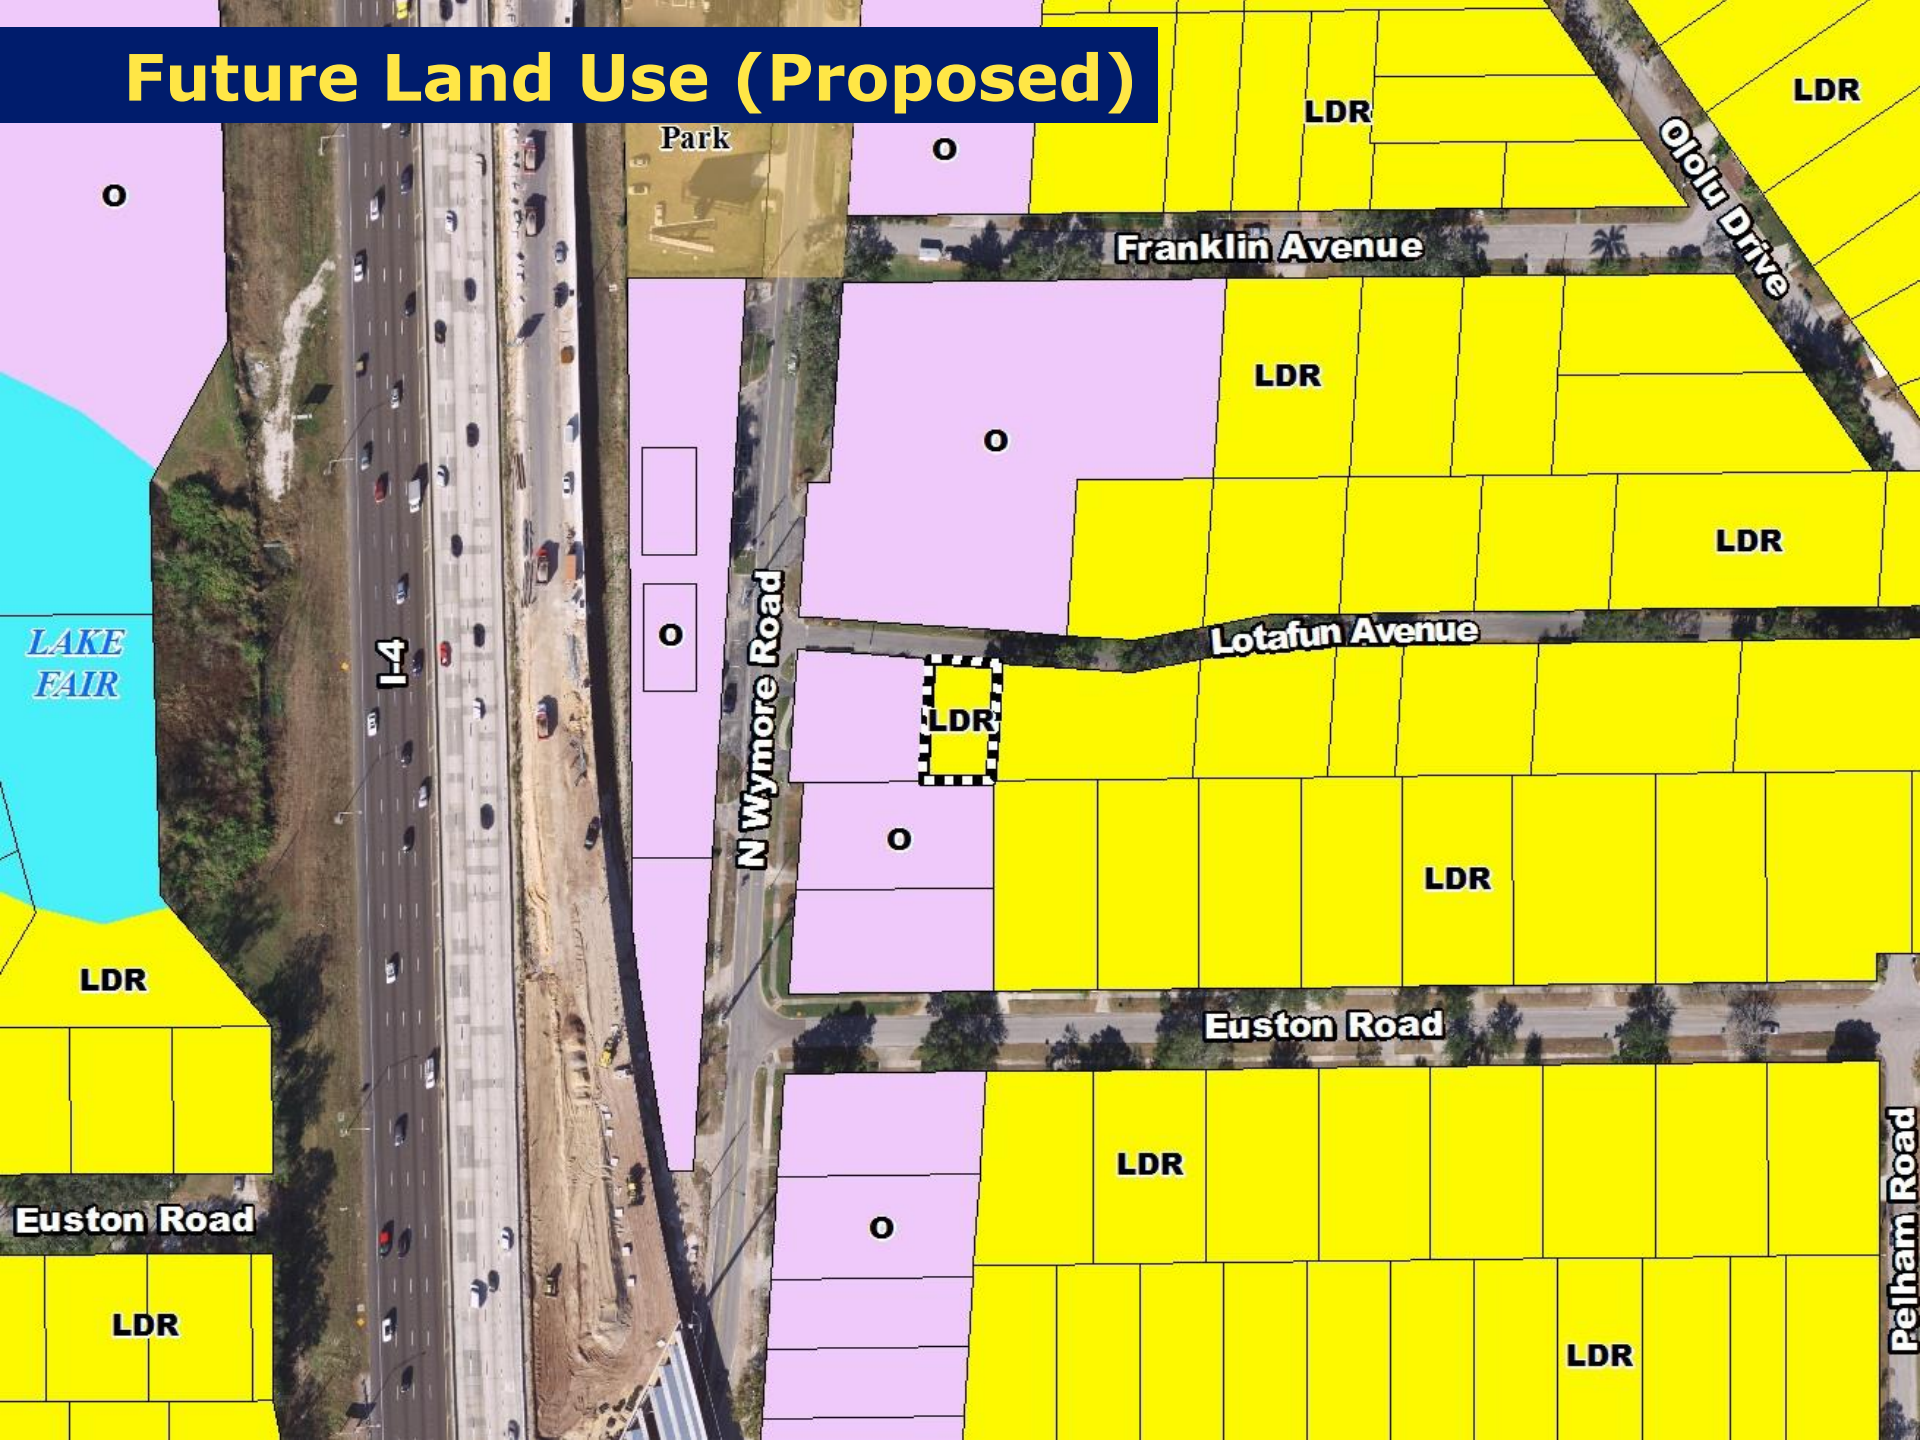 Future Land Use (Proposed)
LDR
LDR
Park
O
O
Ololu Drive
Franklin Avenue
LDR
O
LDR
N Wymore Road
O
LAKE
FAIR
I-4
Lotafun Avenue
LDR
O
LDR
LDR
Euston Road
LDR
Pelham Road
Euston Road
O
LDR
LDR